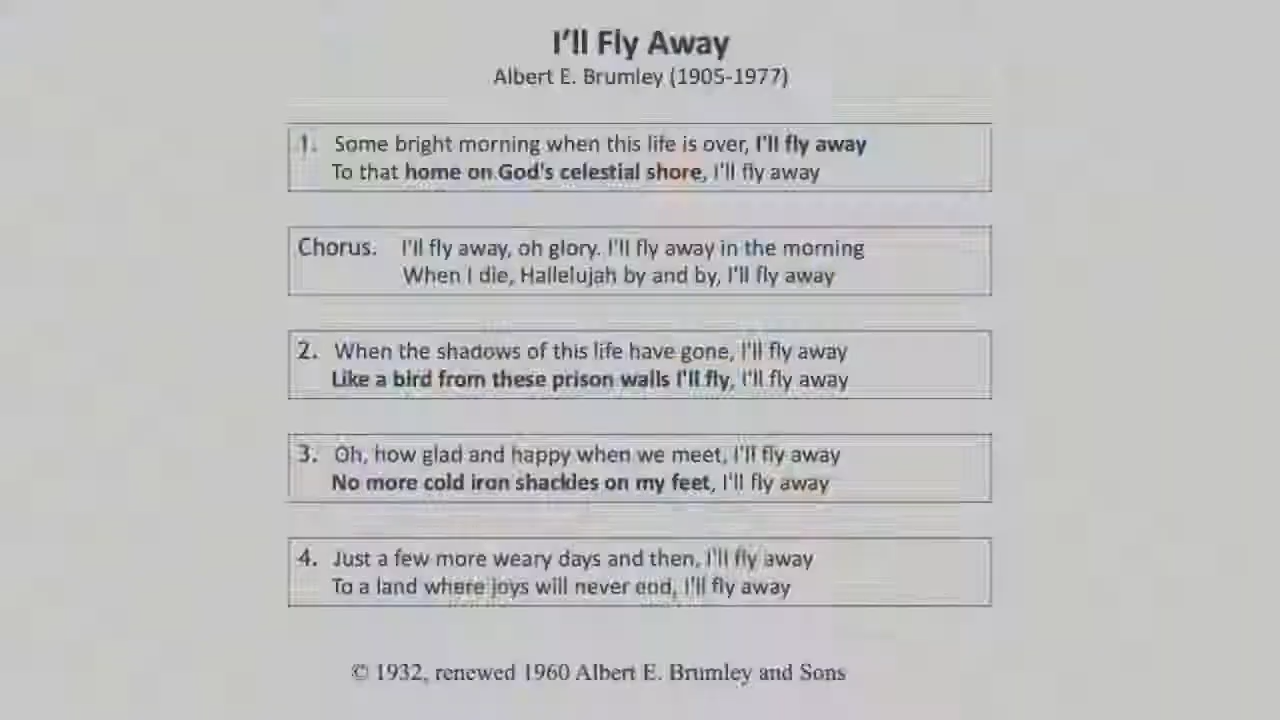 I'll Fly Away
Albert E. Brumley (1905-1977)
1. Some bright morning when this life is over, I'll fly away
To that home on God's celestial shore, I'll fly away
Chorus. I'll fly away, oh glory. I'll fly away in the morning
When I die, Hallelujah by and by, I'll fly away
2. When the shadows of this life have gone, I'll fly away
Like a bird from these prison walls I'll fly, I'll fly away
3. Oh, how glad and happy when we meet, I'll fly away
No more cold iron shackles on my feet, I'll fly away
4. Just a few more weary days and then, I'll fly away
To a land where joys will never end, I'll fly away
© 1932, renewed 1960 Albert E. Brumley and Sons